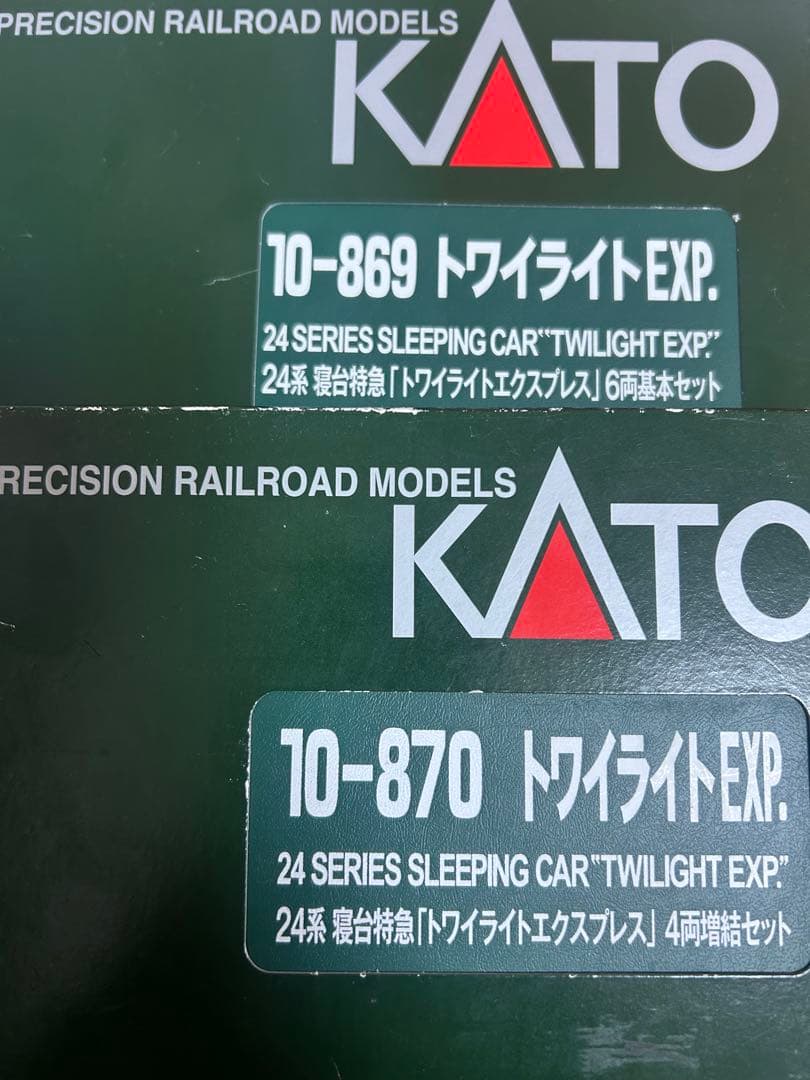 PRECISION RAILROAD MODELS
KATO
10-869 トワイライトEXP.
24 SERIES SLEEPING CAR“TWILIGHT EXP.”
24系 寝台特急「トワイライトエクスプレス」 6両基本セット
RECISION RAILROAD MODELS
KATO
10-870 トワイライトEXP.
24 SERIES SLEEPING CAR“TWILIGHT EXP.”
24系 寝台特急「トワイライトエクスプレス」 4両増結セット